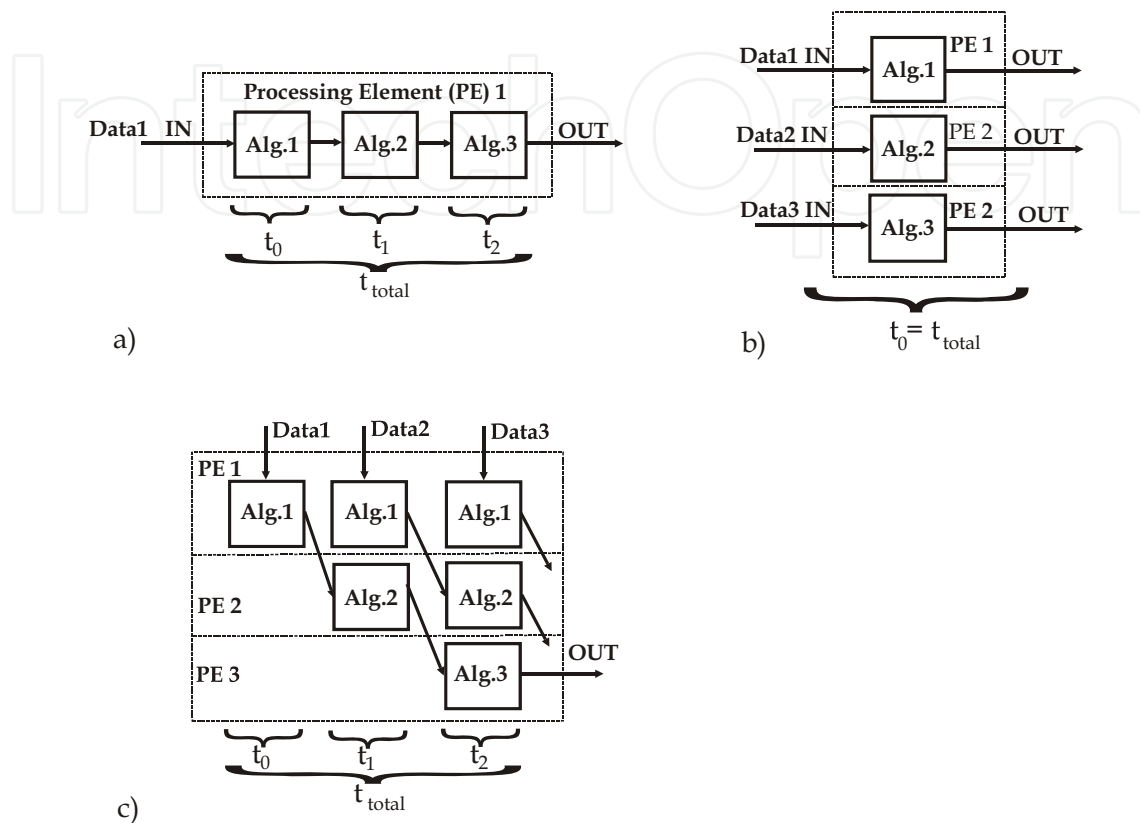 IntechOpen
Processing Element (PE) 1
Data1 IN
Alg.1
Alg.2
Alg.3
OUT
t0
t1
t2
t total
a)
Data1 IN
Alg.1
PE 1
OUT
Data2 IN
Alg.2
PE 2
OUT
Data3 IN
Alg.3
PE 2
OUT
t0= t total
b)
Data1
Data2
Data3
PE 1
Alg.1
Alg.1
Alg.1
PE 2
Alg.2
Alg.2
PE 3
Alg.3
OUT
t0
t1
t2
t total
c)